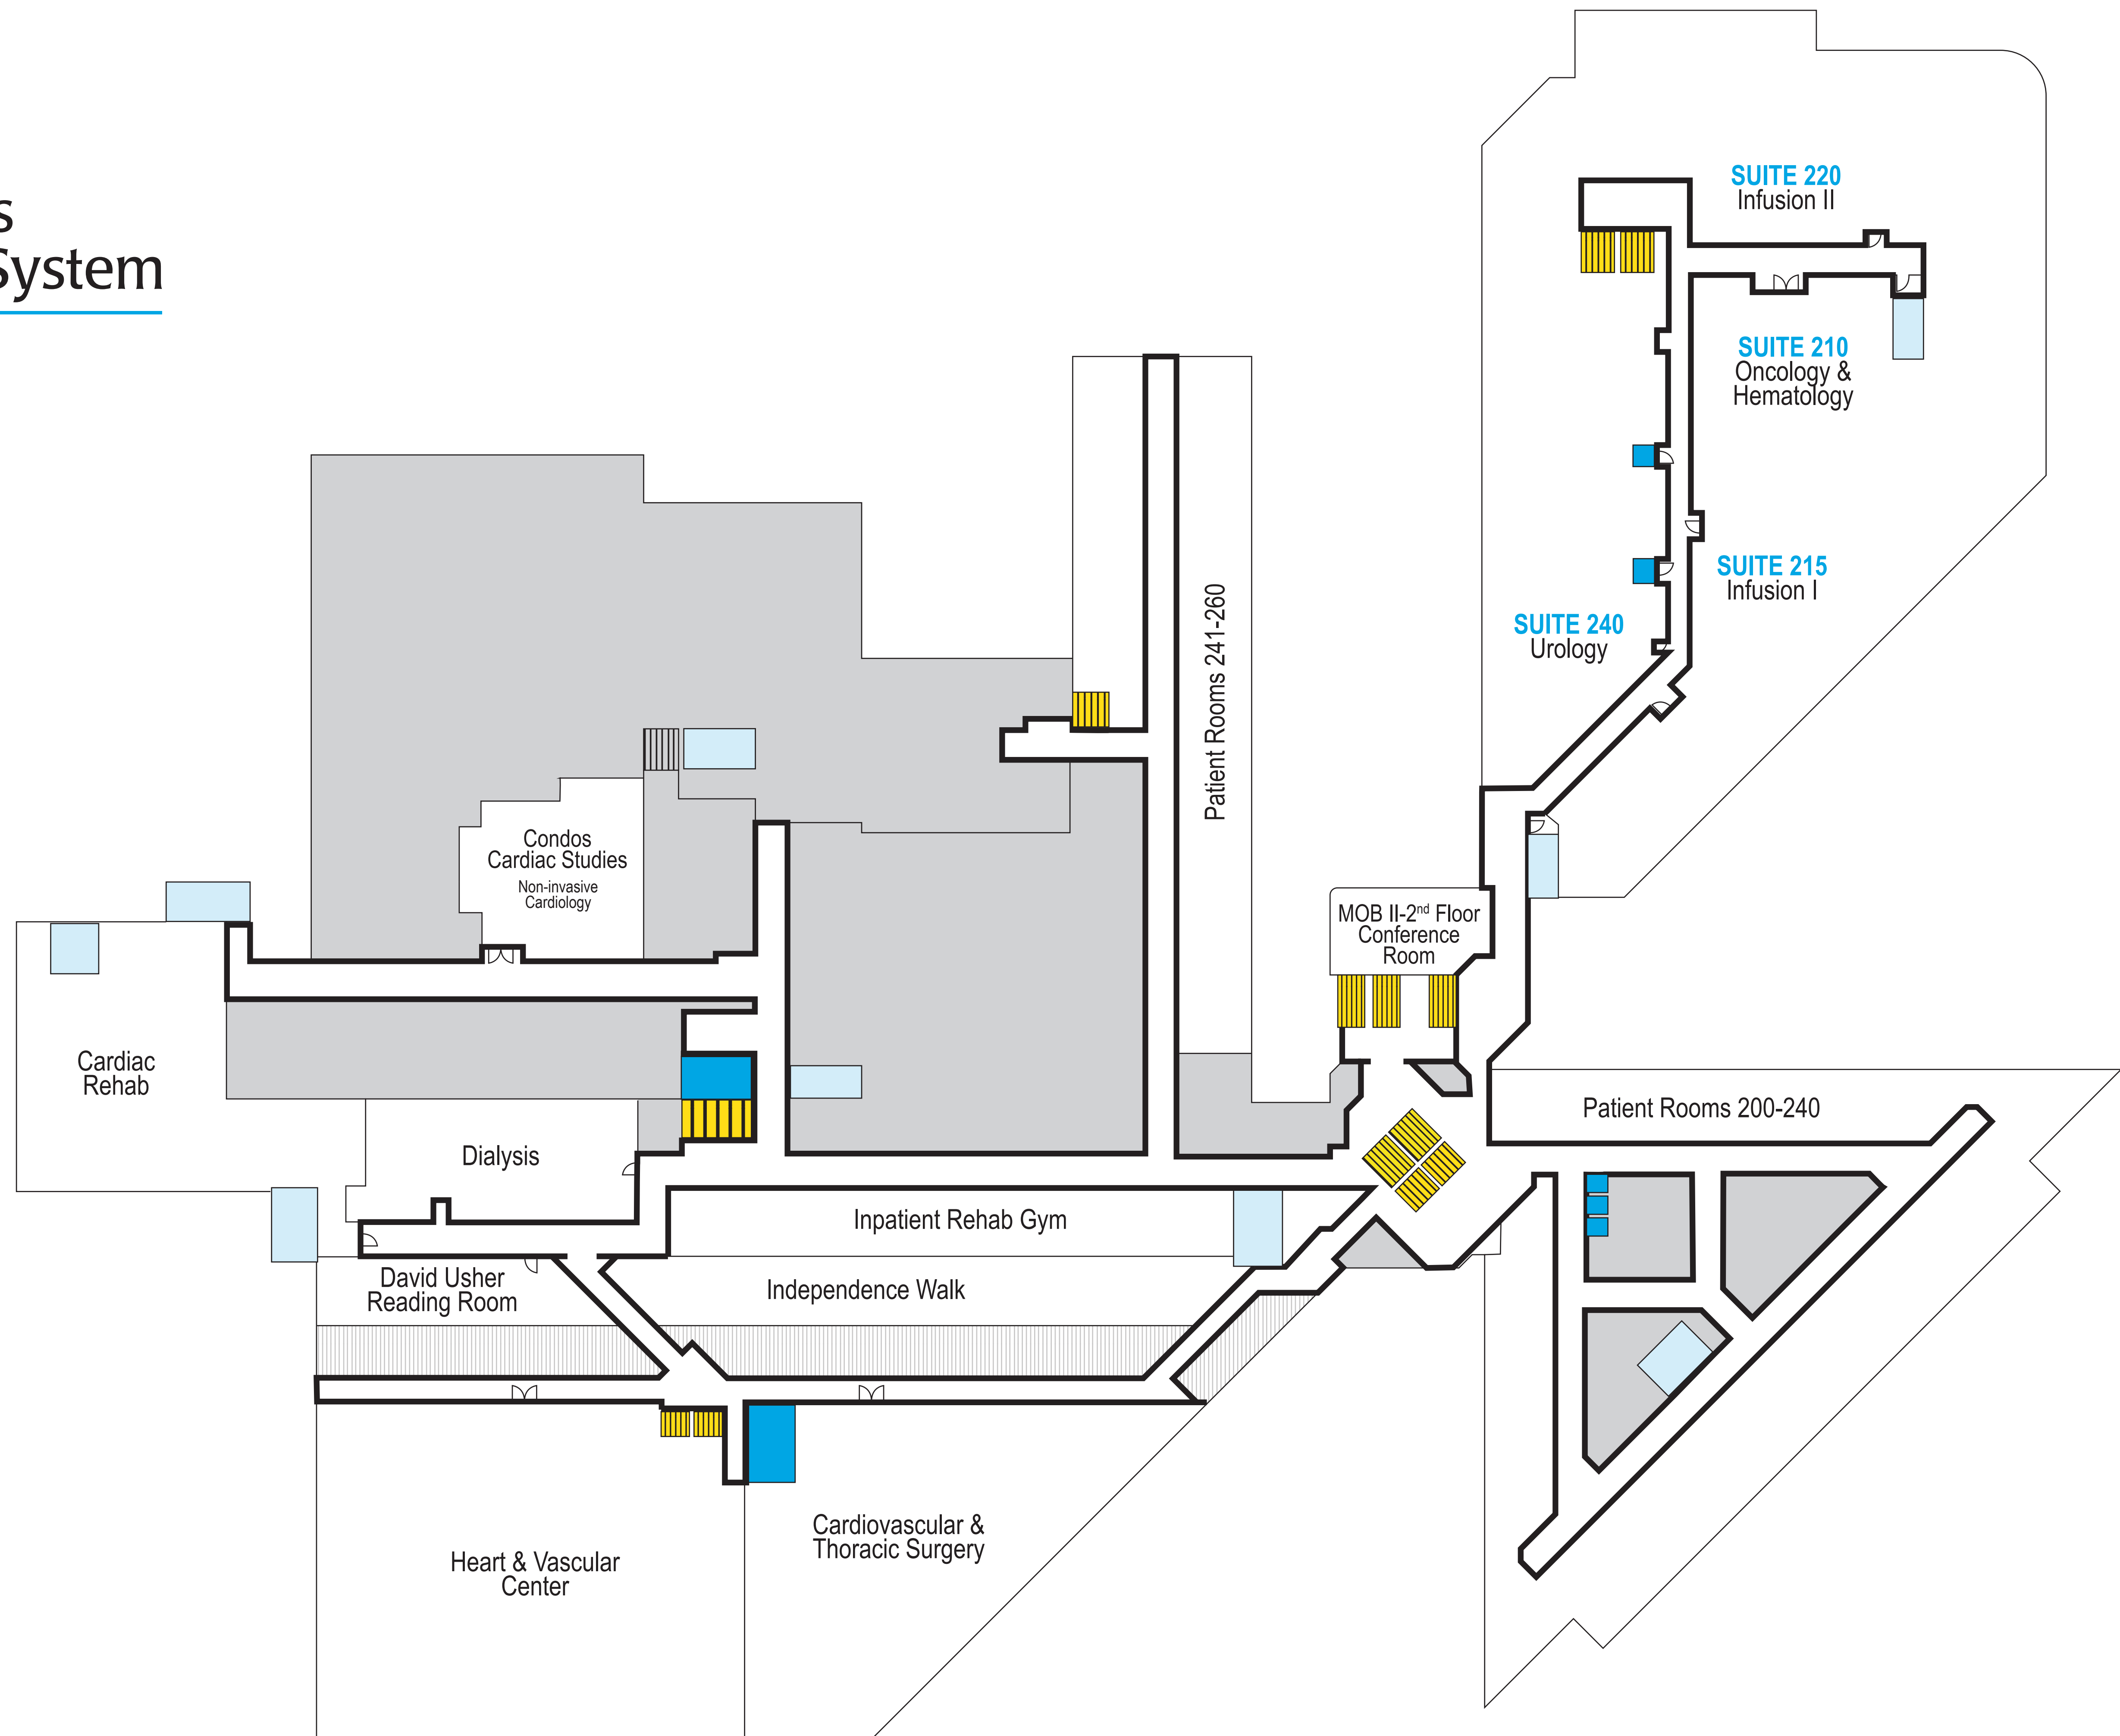 s
System
SUITE 220
Infusion II
SUITE 210
Oncology &
Hematology
SUITE 215
Infusion I
SUITE 240
Urology
Patient Rooms 241-260
Condos
Cardiac Studies
Non-invasive
Cardiology
MOB II-2nd Floor
Conference
Room
Cardiac
Rehab
Patient Rooms 200-240
Dialysis
Inpatient Rehab Gym
David Usher
Reading Room
Independence Walk
Cardiovascular &
Thoracic Surgery
Heart & Vascular
Center